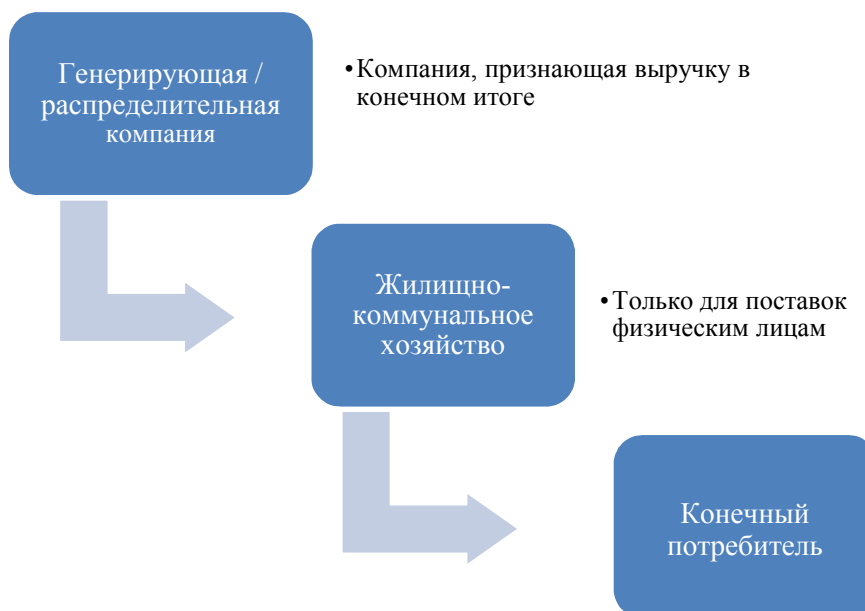 Генерирующая /
распределительная
компания
•Компания, признающая выручку в
конечном итоге
Жилищно-
коммунальное
хозяйство
•Только для поставок
физическим лицам
Конечный
потребитель